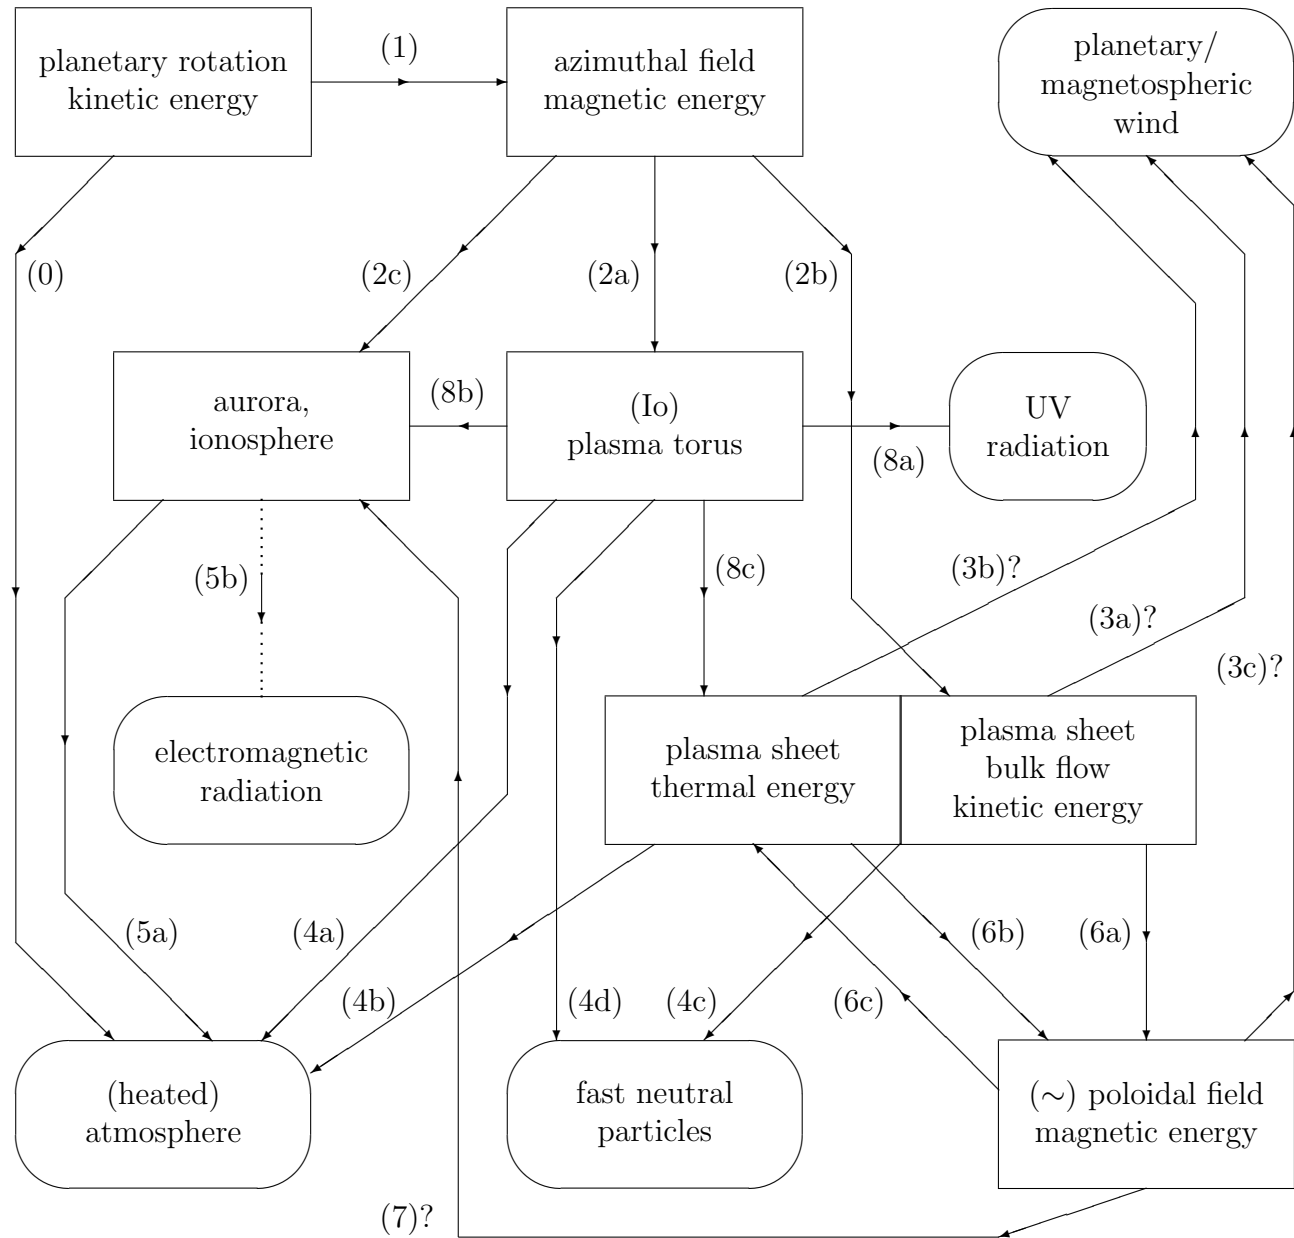 planetary rotation
kinetic energy
(1)
azimuthal field
magnetic energy
planetary/
magnetospheric
wind
(0)
(2c)
(2a)
(2b)
aurora,
ionosphere
(8b)
(Io)
plasma torus
(8a)
UV
radiation
(5b)
(8c)
(3b)?
(3a)?
(3c)?
electromagnetic
radiation
plasma sheet
thermal energy
plasma sheet
bulk flow
kinetic energy
(5a)
(4a)
(6b)
(6a)
(4b)
(4d)
(4c)
(6c)
(heated)
atmosphere
fast neutral
particles
(∼) poloidal field
magnetic energy
(7)?